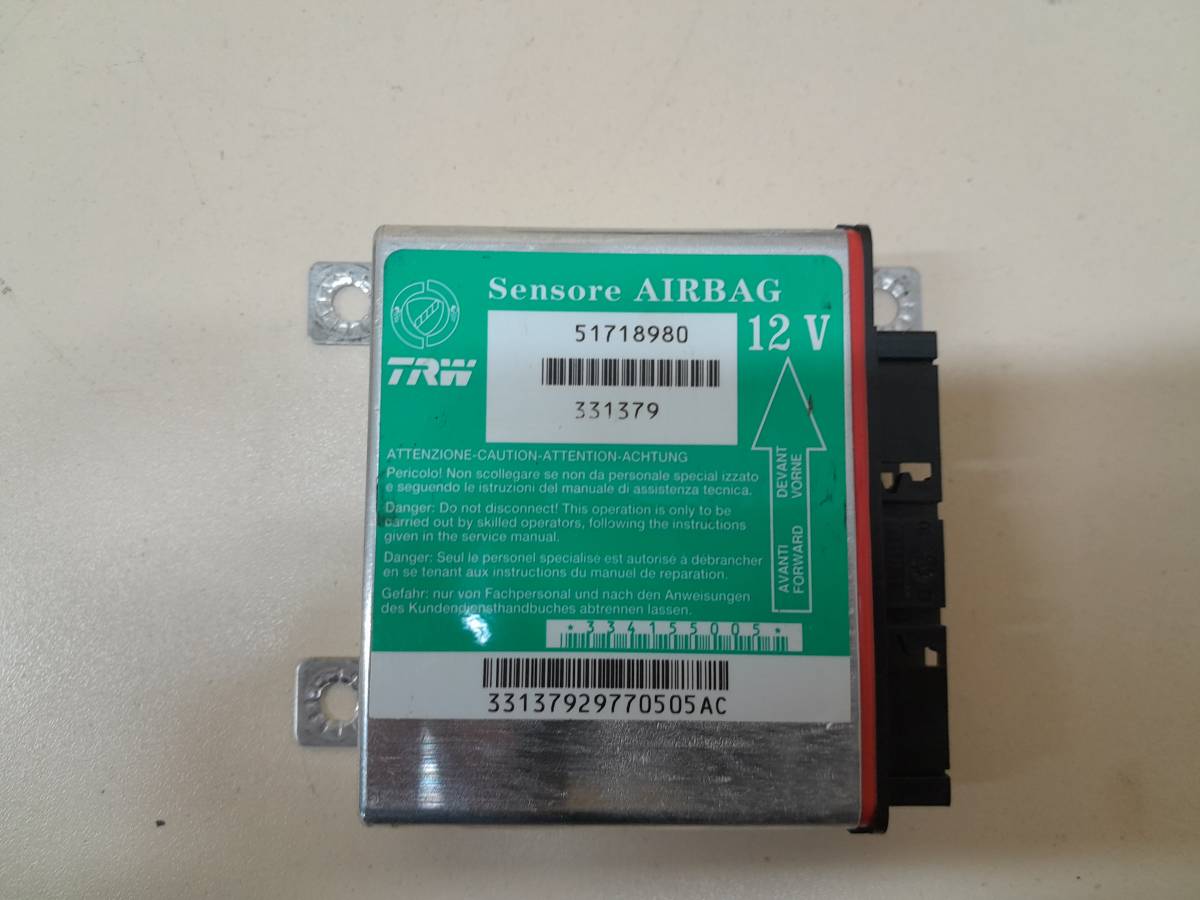 Sensore AIRBAG
51718980
12 V
TRW
331379
ATTENZIONE-CAUTION-ATTENTION-ACHTUNG
Pericolo! Non scollegare se non da personale special izzato
e seguendo le istruzioni del manuale di assistenza tecnica.
Danger: Do not disconnect! This operation is only to be
carried out by skilled operators, following the instructions
given in the service manual.
Danger: Seul le personel specialisé est autorisé à débrancher
en se tenant aux instructions du manuel de reparation.
Gefahr: nur von Fachpersonal und nach den Anweisungen
des Kundendiensthandbuches abtrennen lassen.
AVANTI DEVANT
FORWARD VORNE
*334155005*
33137929770505AC